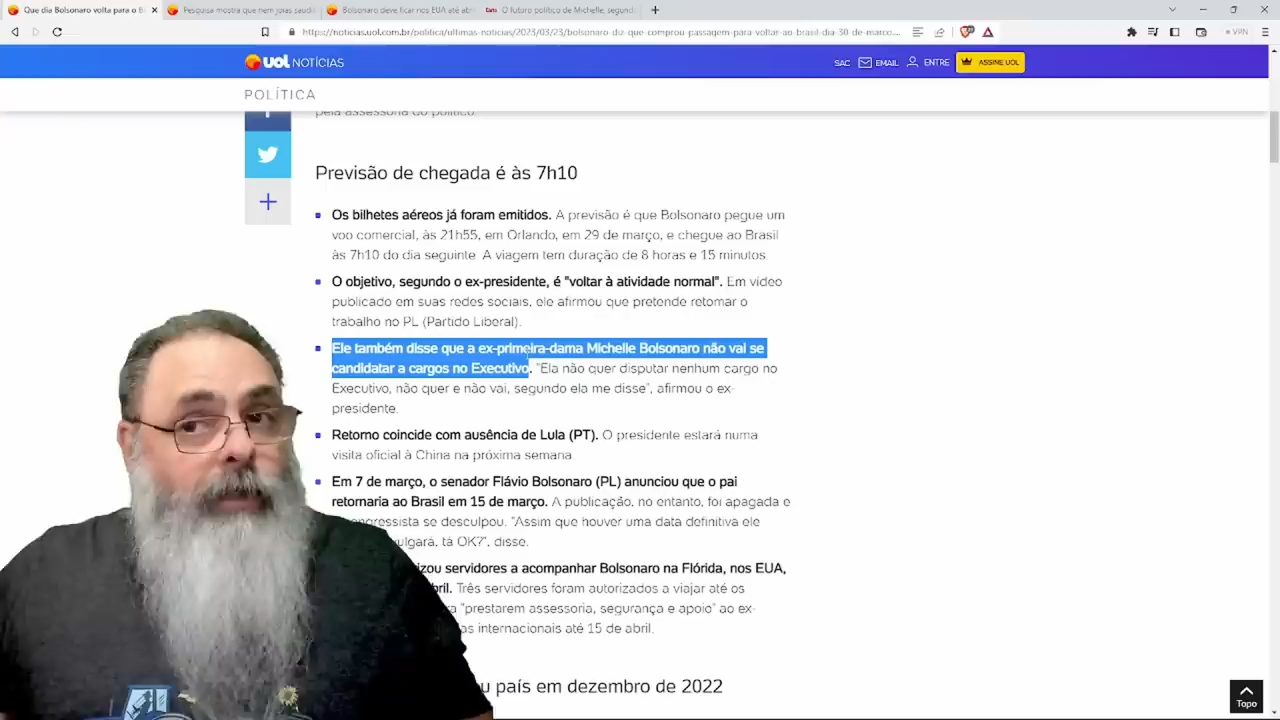 Que dia Bolsonaro volta para o B
Pesquisa mostra que nem joias saudi
Bolsonaro deve ficar nos EUA até abr
O futuro político de Michelle, segund
https://noticias.uol.com.br/politica/ultimas-noticias/2023/03/23/bolsonaro-diz-que-comprou-passagem-para-voltar-ao-brasil-dia-30-de-marco....
VPN
UOL NOTÍCIAS
SAC EMAIL ENTRE ASSINE UOL
POLÍTICA
pela assessoria do político.
Previsão de chegada é às 7h10
Os bilhetes aéreos já foram emitidos. A previsão é que Bolsonaro pegue um
voo comercial, às 21h55, em Orlando, em 29 de março, e chegue ao Brasil
às 7h10 do dia seguinte. A viagem tem duração de 8 horas e 15 minutos.
O objetivo, segundo o ex-presidente, é "voltar à atividade normal". Em vídeo
publicado em suas redes sociais, ele afirmou que pretende retomar o
trabalho no PL (Partido Liberal).
Ele também disse que a ex-primeira-dama Michelle Bolsonaro não vai se
candidatar a cargos no Executivo. "Ela não quer disputar nenhum cargo no
Executivo, não quer e não vai, segundo ela me disse", afirmou o ex-
presidente.
Retorno coincide com ausência de Lula (PT). O presidente estará numa
visita oficial à China na próxima semana.
Em 7 de março, o senador Flávio Bolsonaro (PL) anunciou que o pai
retornaria ao Brasil em 15 de março. A publicação, no entanto, foi apagada e
ongressista se desculpou. "Assim que houver uma data definitiva ele
vulgará, tá OK?", disse.
izou servidores a acompanhar Bolsonaro na Flórida, nos EUA,
bril. Três servidores foram autorizados a viajar até os
ra "prestarem assessoria, segurança e apoio" ao ex-
as internacionais até 15 de abril.
u país em dezembro de 2022
Topo